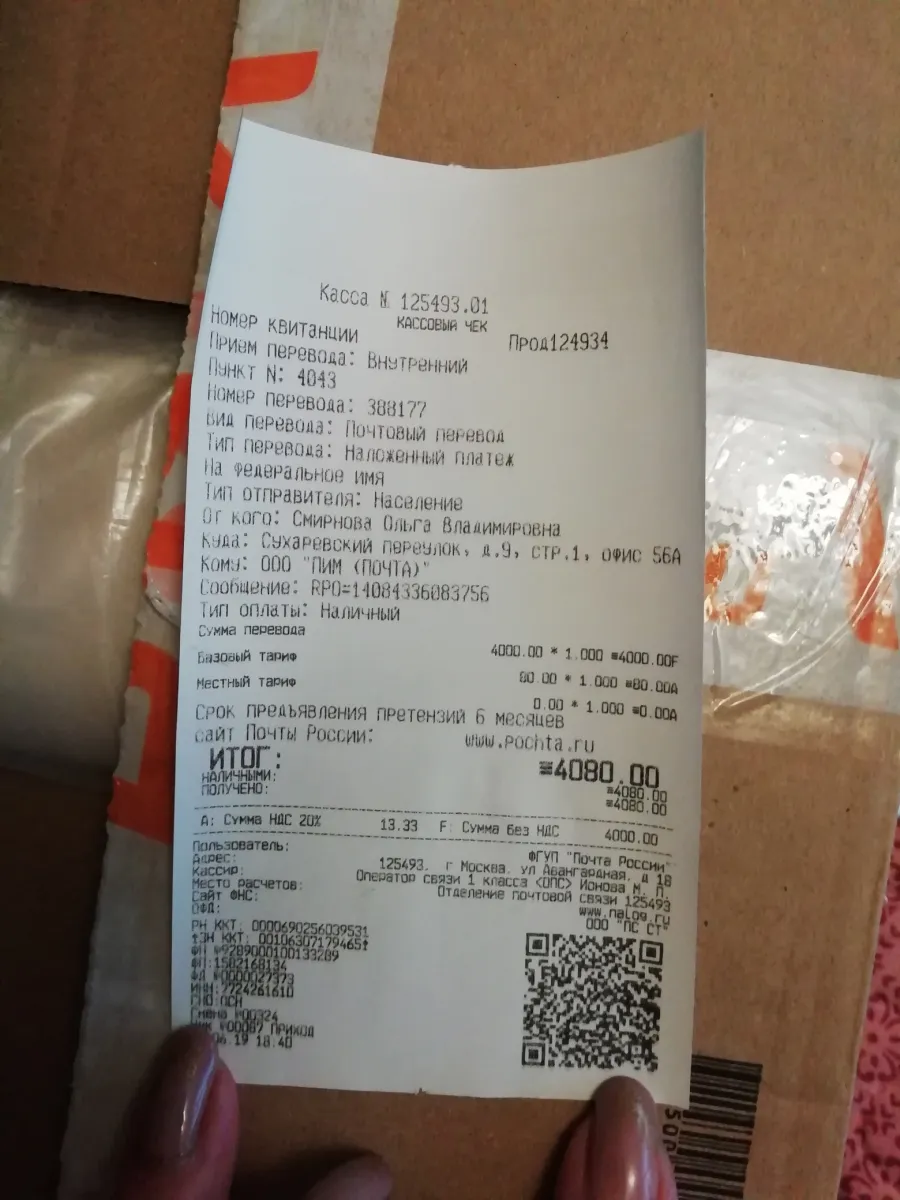 Касса № 125493.01
КАССОВЫЙ ЧЕК
Номер квитанции Прод124934
Прием перевода: Внутренний
Пункт N: 4043
Номер перевода: 388177
Вид перевода: Почтовый перевод
Тип перевода: Наложенный платеж
На федеральное имя
Тип отправителя: Население
От кого: Смирнова Ольга Владимировна
Куда: Сухаревский переулок, д.9, стр.1, офис 56А
Кому: ООО "ПИМ (ПОЧТА)"
Сообщение: RPO=14084336083756
Тип оплаты: Наличный
Сумма перевода
4000.00 * 1.000 ≡4000.00F
Базовый тариф
80.00 * 1.000 ≡80.00А
Местный тариф
0.00 * 1.000 ≡0.00А
Срок предъявления претензий 6 месяцев
сайт Почты России: www.pochta.ru
ИТОГ: ≡4080.00
НАЛИЧНЫМИ: ≡4080.00
ПОЛУЧЕНО: ≡4080.00
А: Сумма НДС 20% 13.33 F: Сумма без НДС 4000.00
Пользователь: ФГУП "Почта России"
Адрес: 125493. г Москва. ул Авангардная. д 18
Кассир: Оператор связи 1 класса <ОПС> Ионова М. П.
Место расчетов: Отделение почтовой связи 125493
Сайт ФНС: www.nalog.ru
ОФД: ООО "ПС СТ"
РН ККТ: 0000690256039531
ЗН ККТ: 00106307179465
ФН №9289000100133289
ФП:1582168134
ФД №0000027373
ИНН:7724261610
СНО:ОСН
Смена №00324
Чек №00087 ПРИХОД
06.19 18:40